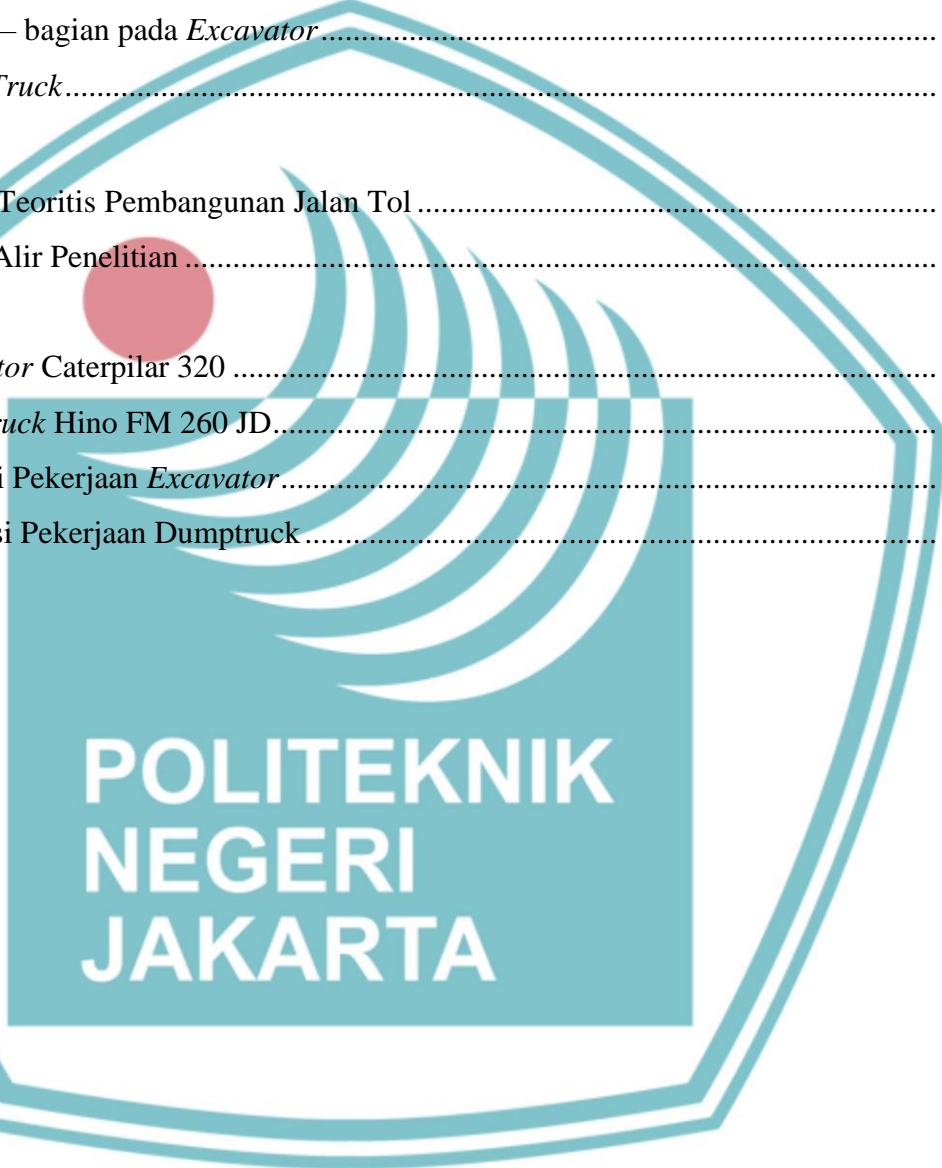 – bagian pada Excavator........................................................................
Truck........................................................................................................
Teoritis Pembangunan Jalan Tol..............................................................
Alir Penelitian..........................................................................................
tor Caterpilar 320.....................................................................................
ruck Hino FM 260 JD................................................................................
i Pekerjaan Excavator...............................................................................
si Pekerjaan Dumptruck............................................................................
POLITEKNIK
NEGERI
JAKARTA